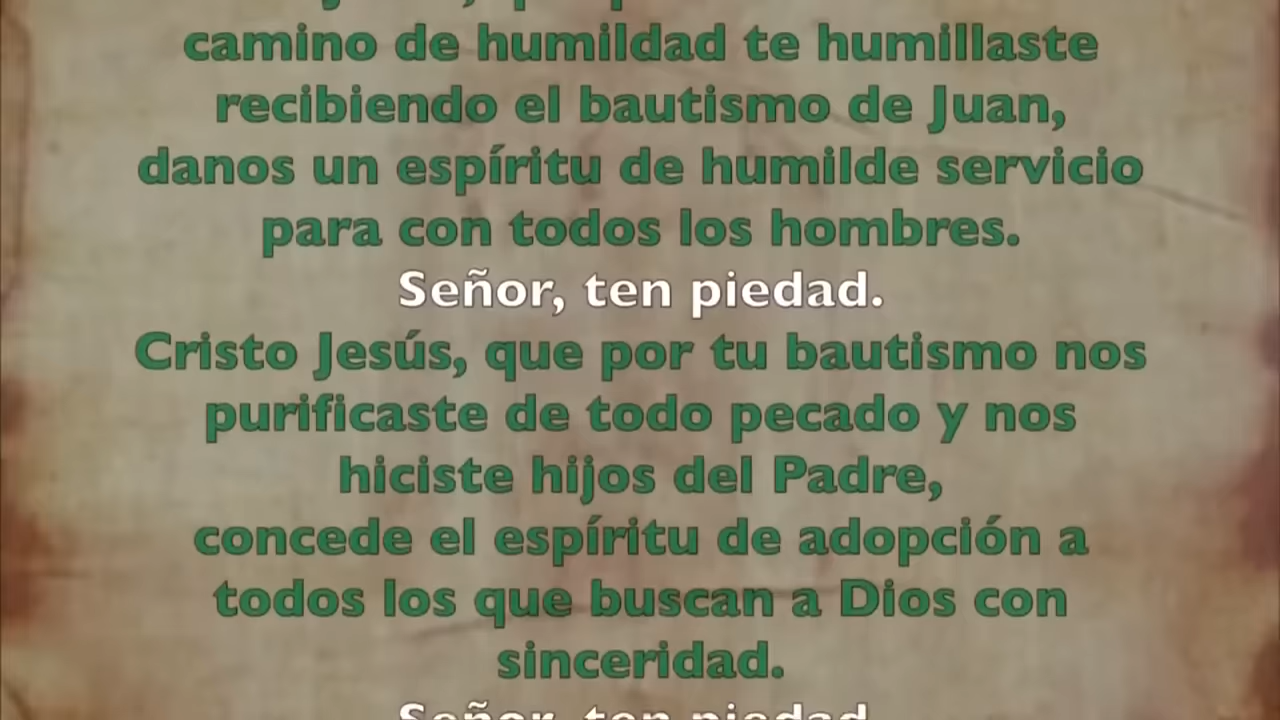 camino de humildad te humillaste
recibiendo el bautismo de Juan,
danos un espíritu de humilde servicio
para con todos los hombres.
Señor, ten piedad.
Cristo Jesús, que por tu bautismo nos
purificaste de todo pecado y nos
hiciste hijos del Padre,
concede el espíritu de adopción a
todos los que buscan a Dios con
sinceridad.
Señor, ten piedad.